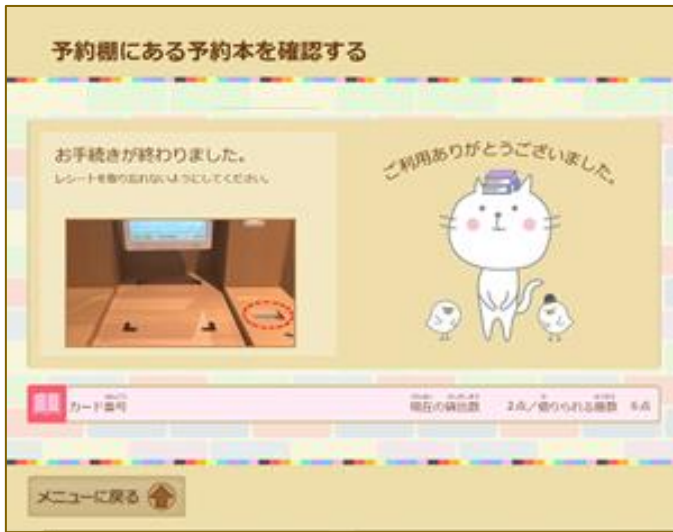 予約棚にある予約本を確認する
お手続きが終わりました。
レシートを取り忘れないようにしてください。
ご利用ありがとうございました。
カード番号
現在の貸出数 2点/借りられる冊数 6点
メニューに戻る